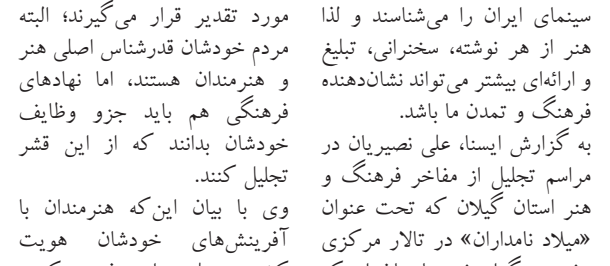 سینمای ایران را می‌شناسند و لذا
هنر از هر نوشته، سخنرانی، تبلیغ
و ارائه‌ای بیشتر می‌تواند نشان‌دهنده
فرهنگ و تمدن ما باشد.
به گزارش ایسنا، علی نصیریان در
مراسم تجلیل از مفاخر فرهنگ و
هنر استان گیلان که تحت عنوان
«میلاد نامداران» در تالار مرکزی
مورد تقدیر قرار می‌گیرند؛ البته
مردم خودشان قدرشناس اصلی هنر
و هنرمندان هستند، اما نهادهای
فرهنگی هم باید جزو وظایف
خودشان بدانند که از این قشر
تجلیل کنند.
وی با بیان این‌که هنرمندان با
آفرینش‌های خودشان هویت